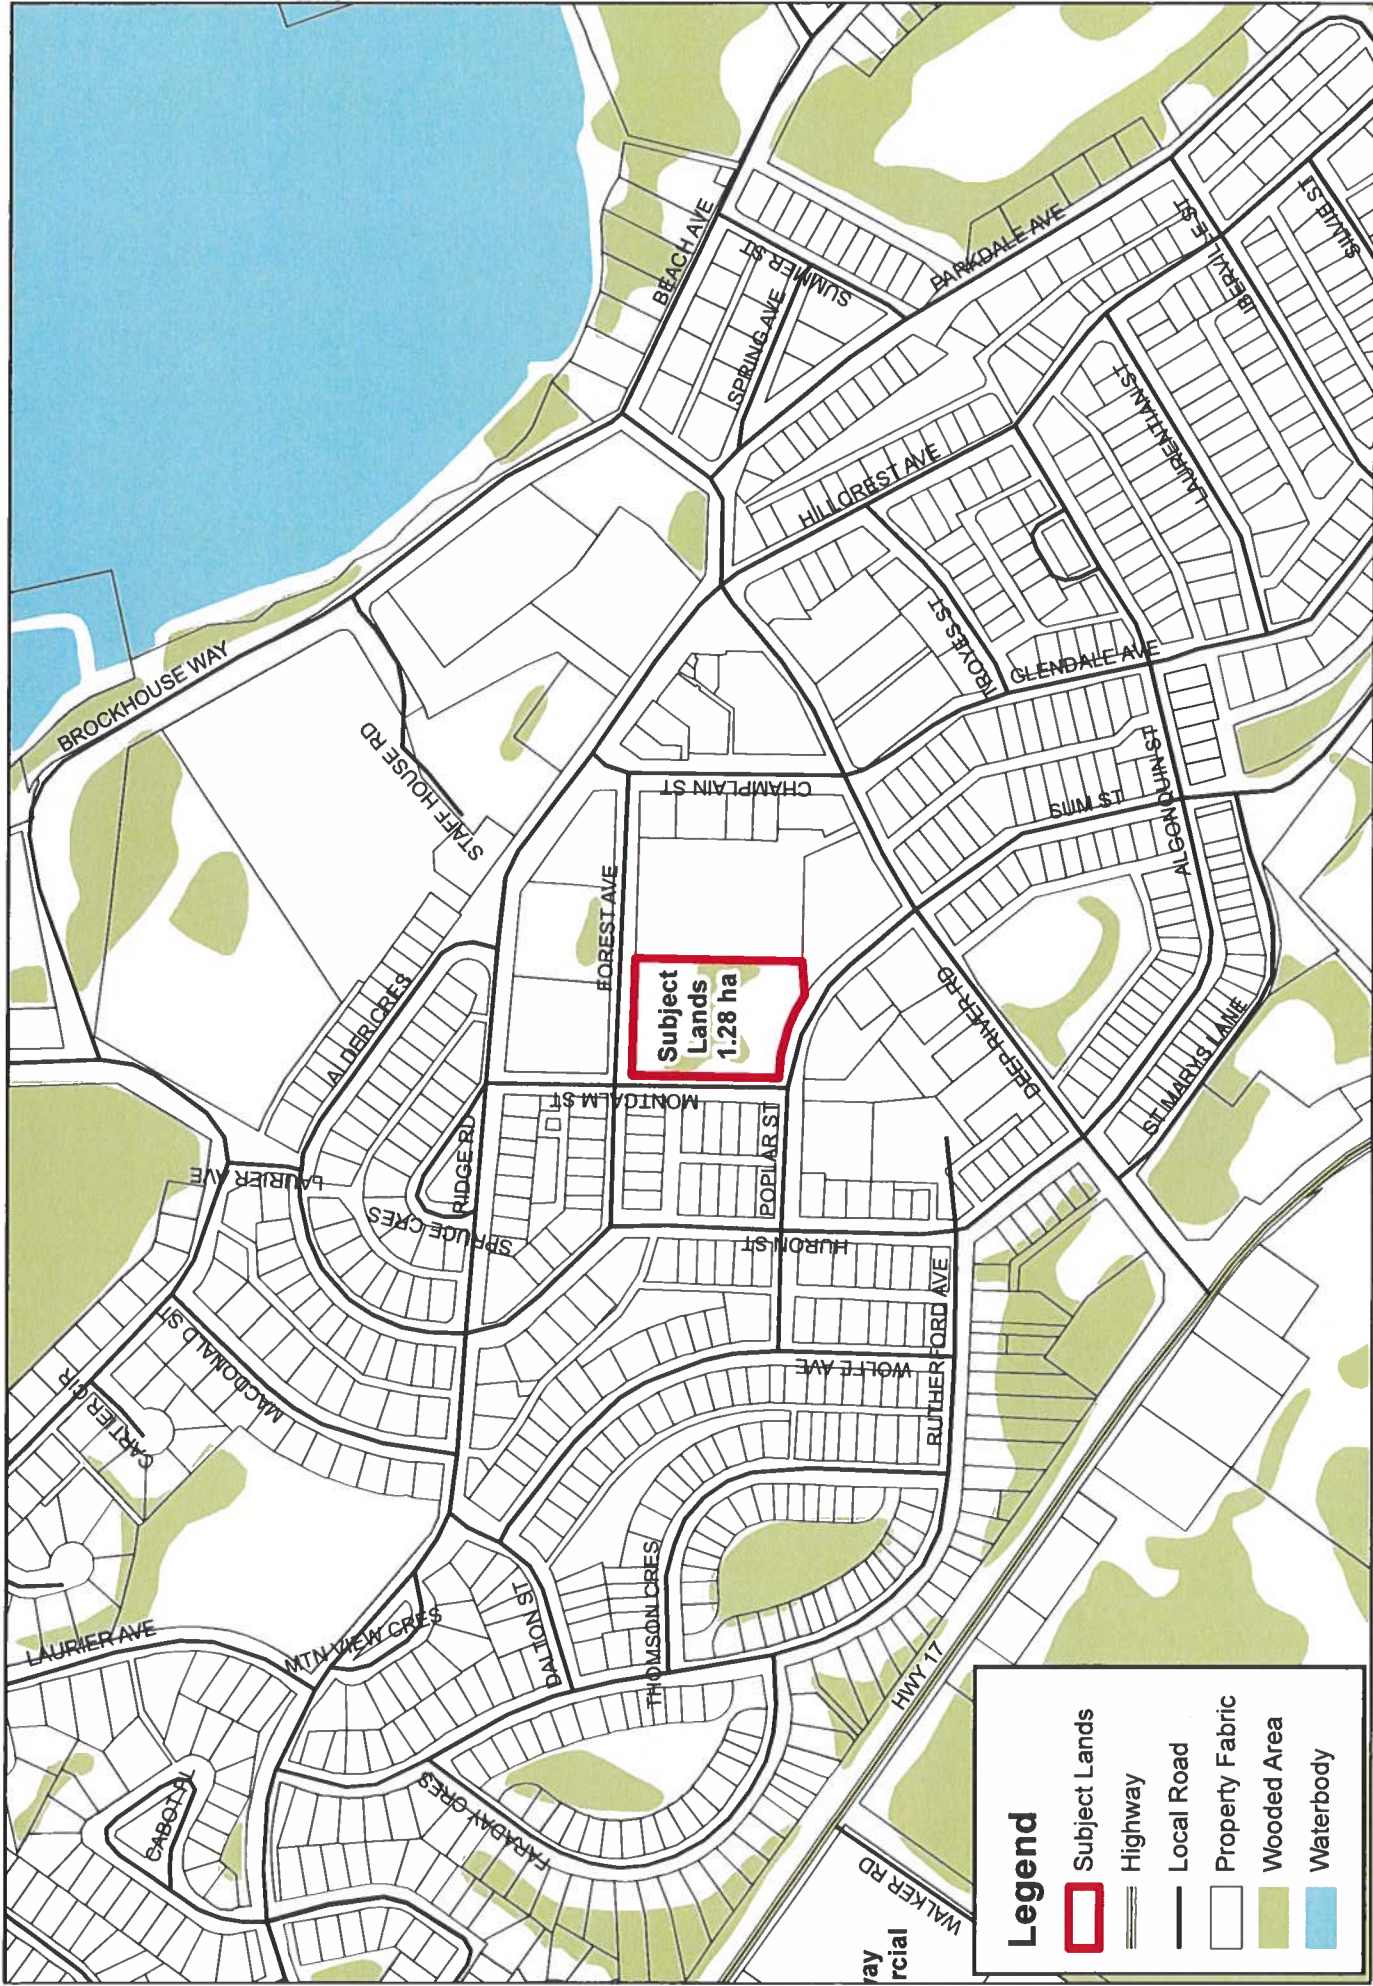 BROCKHOUSE WAY
STAFF HOUSE RD
BEACH AVE
SUMMER ST
SPRING AVE
PARKDALE AVE
HILLCREST AVE
IBERVILLE ST
SILVIB ST
LAURENTIAN ST
TROYES ST
GLENDALE AVE
CHAMPLAIN ST
SLIM ST
ALGONQUIN ST
FOREST AVE
Subject
Lands
1.28 ha
DEEP RIVER RD
ST MARYS LANE
ALDER CRES
LAURIER AVE
RIDGE RD
MONTCALM ST
POPLAR ST
SPRUCE CRES
HURON ST
MACDONALD ST
CARTIER CIR
WOLFE AVE
RUTHERFORD AVE
LAURIER AVE
MTN VIEW CRES
DALTON ST
THOMSON CRES
HWY 17
CABOT PL
FARADAY CRES
WALKER RD
way
rcial
Legend
Subject Lands
Highway
Local Road
Property Fabric
Wooded Area
Waterbody